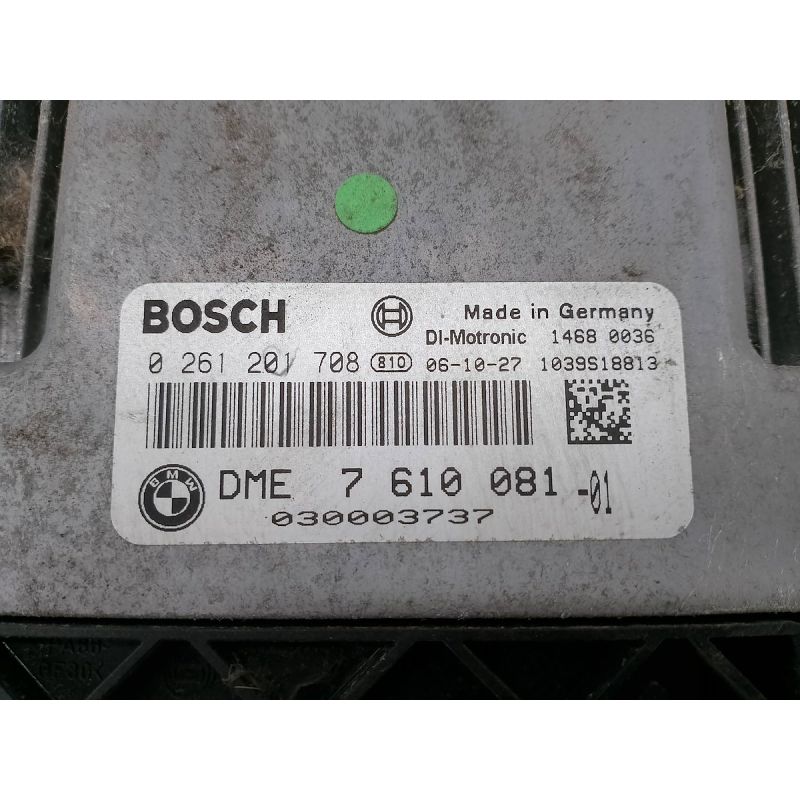 BOSCH Made in Germany
DI-Motronic 1468 0036
0 261 201 708 810 06-10-27 1039S18813
BMW DME 7 610 081 -01
030003737